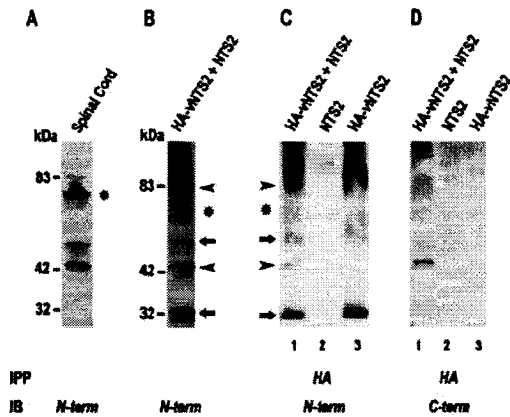 A B C D
Spinal Cord
HA-vNTS2 + NTS2
HA-vNTS2 + NTS2
NTS2
HA-vNTS2
HA-vNTS2 + NTS2
NTS2
HA-vNTS2
kDa kDa
83
42
32
83
42
32
1 2 3 1 2 3
IPP HA HA
IB N-term N-term N-term C-term